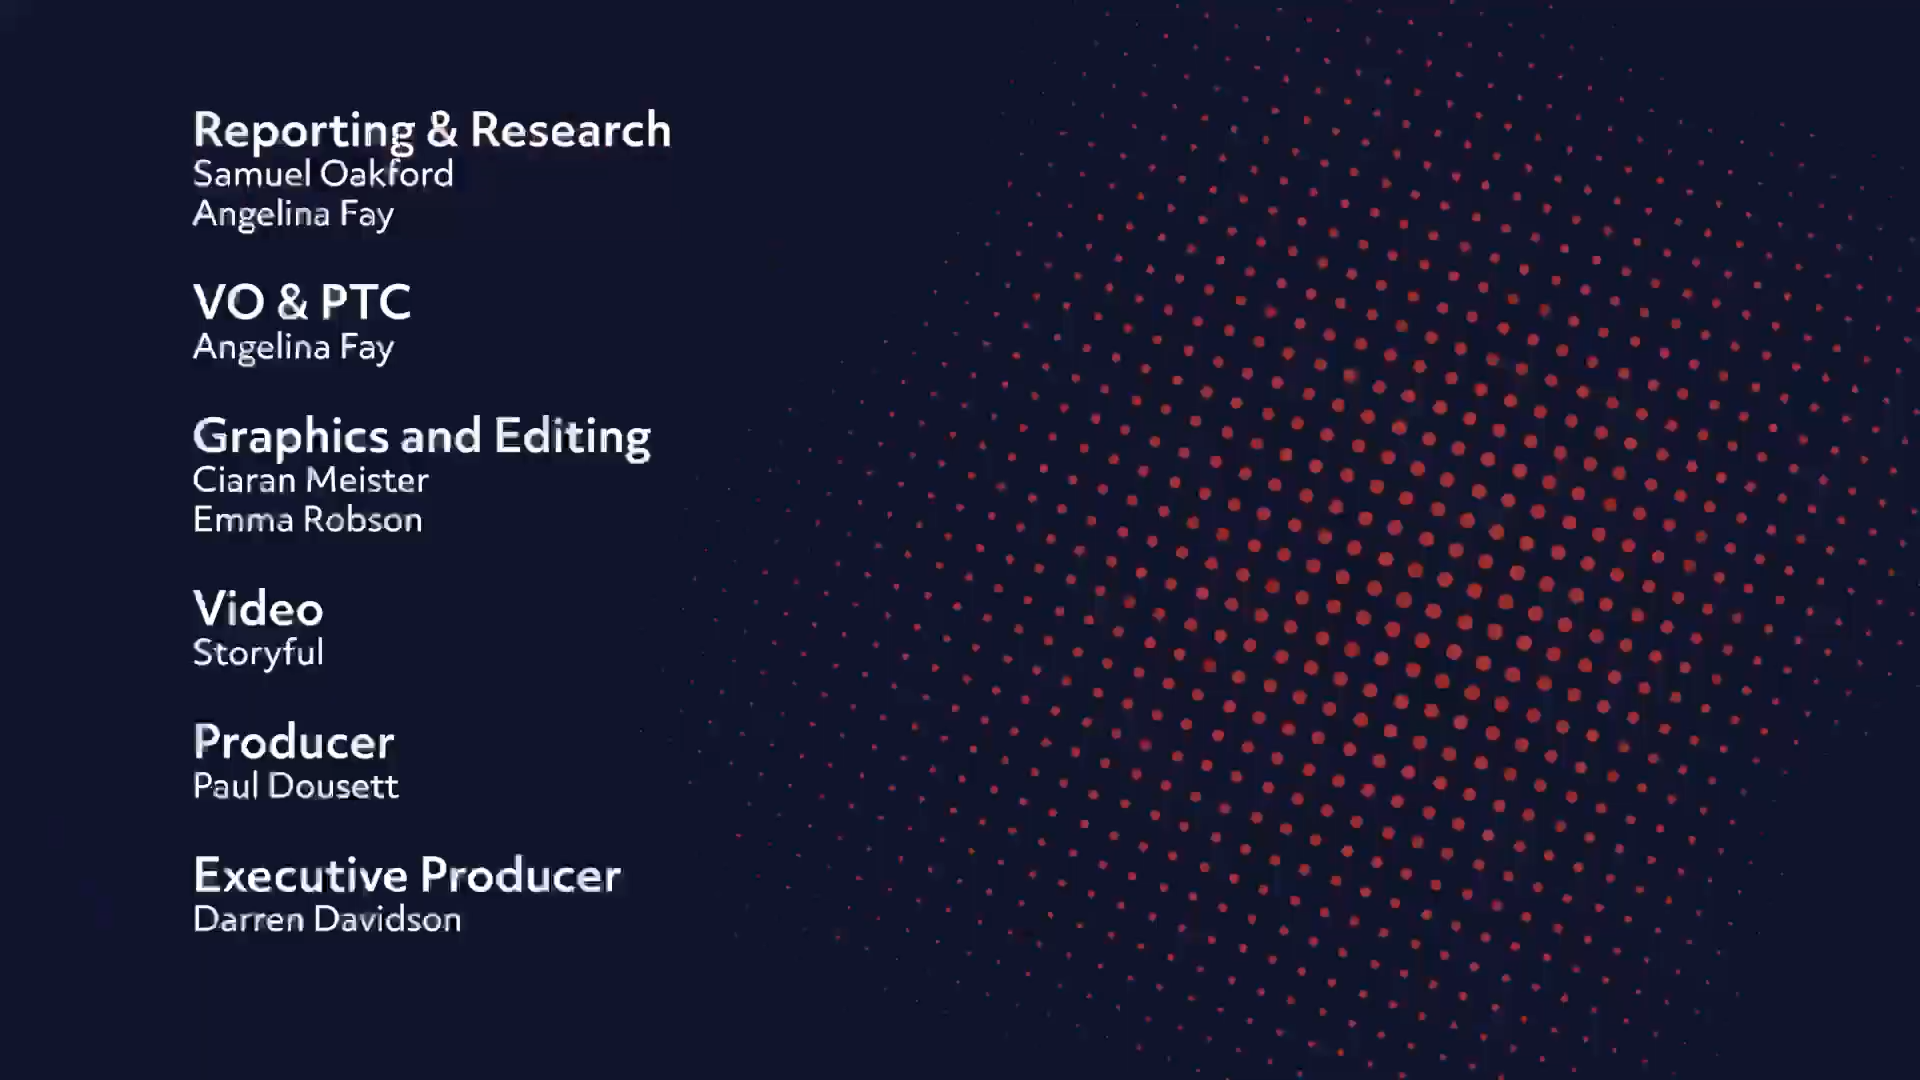 Reporting & Research
Samuel Oakford
Angelina Fay
VO & PTC
Angelina Fay
Graphics and Editing
Ciaran Meister
Emma Robson
Video
Storyful
Producer
Paul Dousett
Executive Producer
Darren Davidson